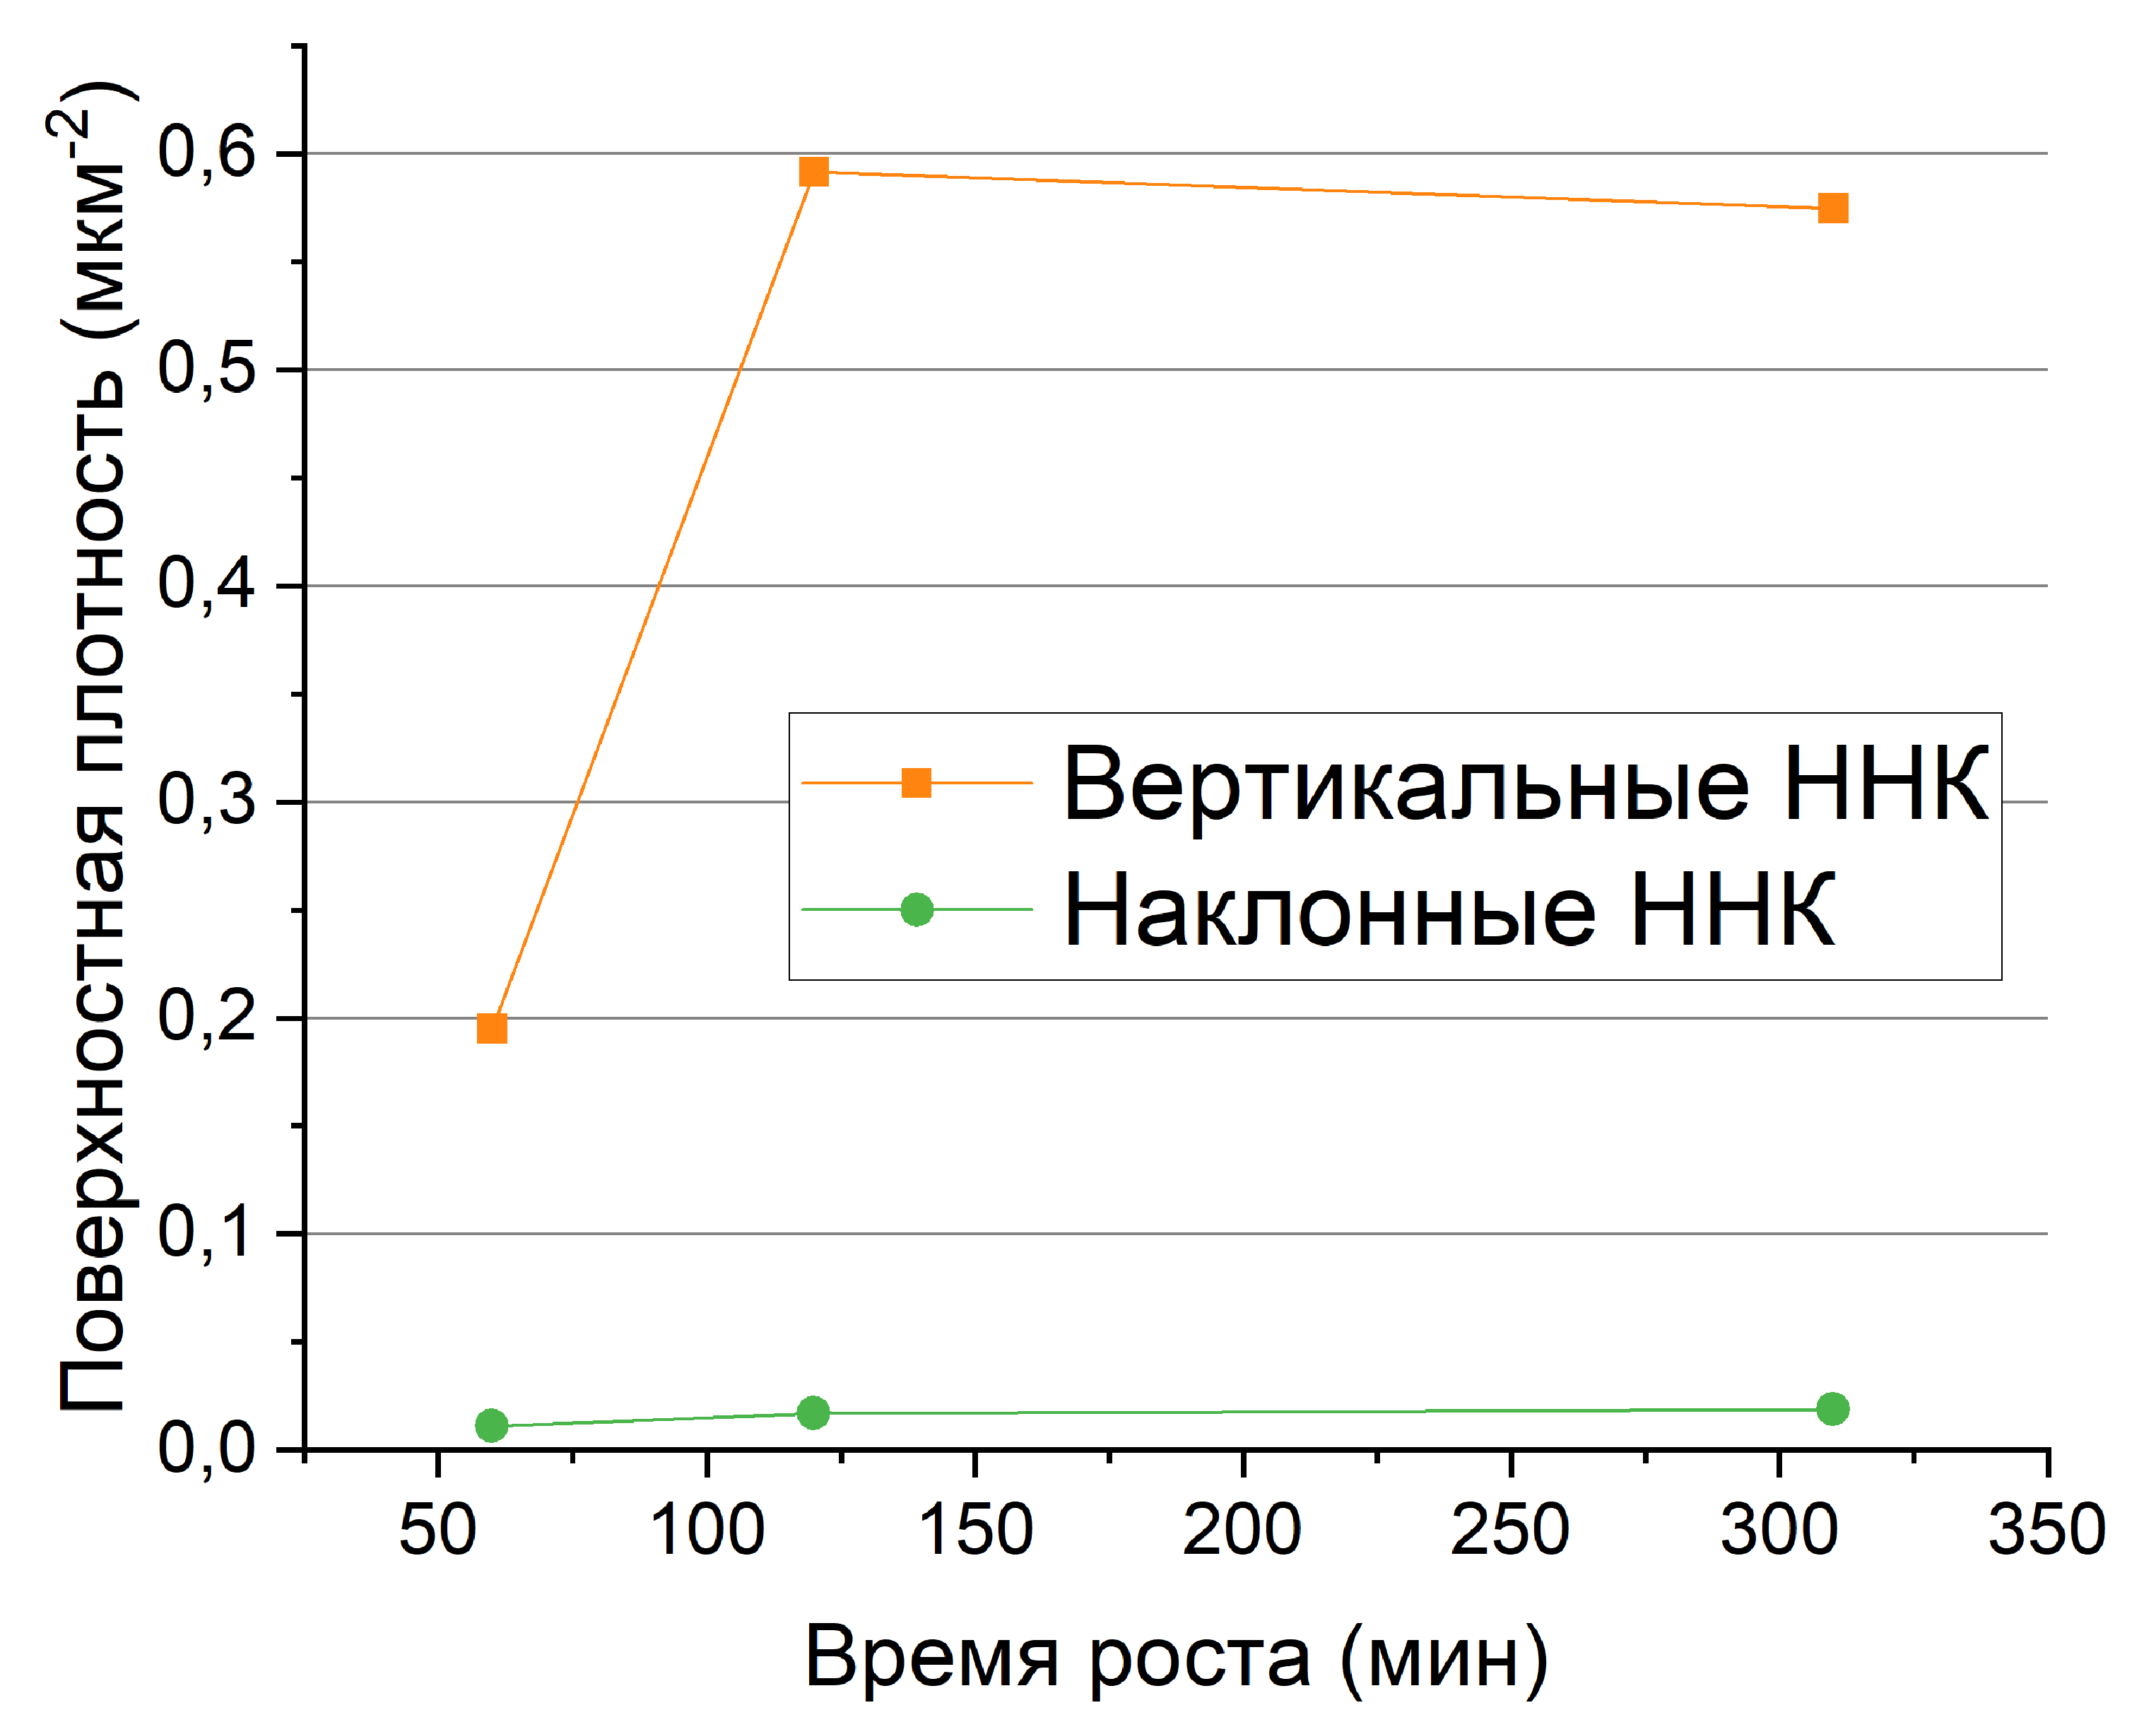 Поверхностная плотность (мкм⁻²)
0,6
0,5
0,4
0,3
0,2
0,1
0,0
Вертикальные ННК
Наклонные ННК
50 100 150 200 250 300 350
Время роста (мин)